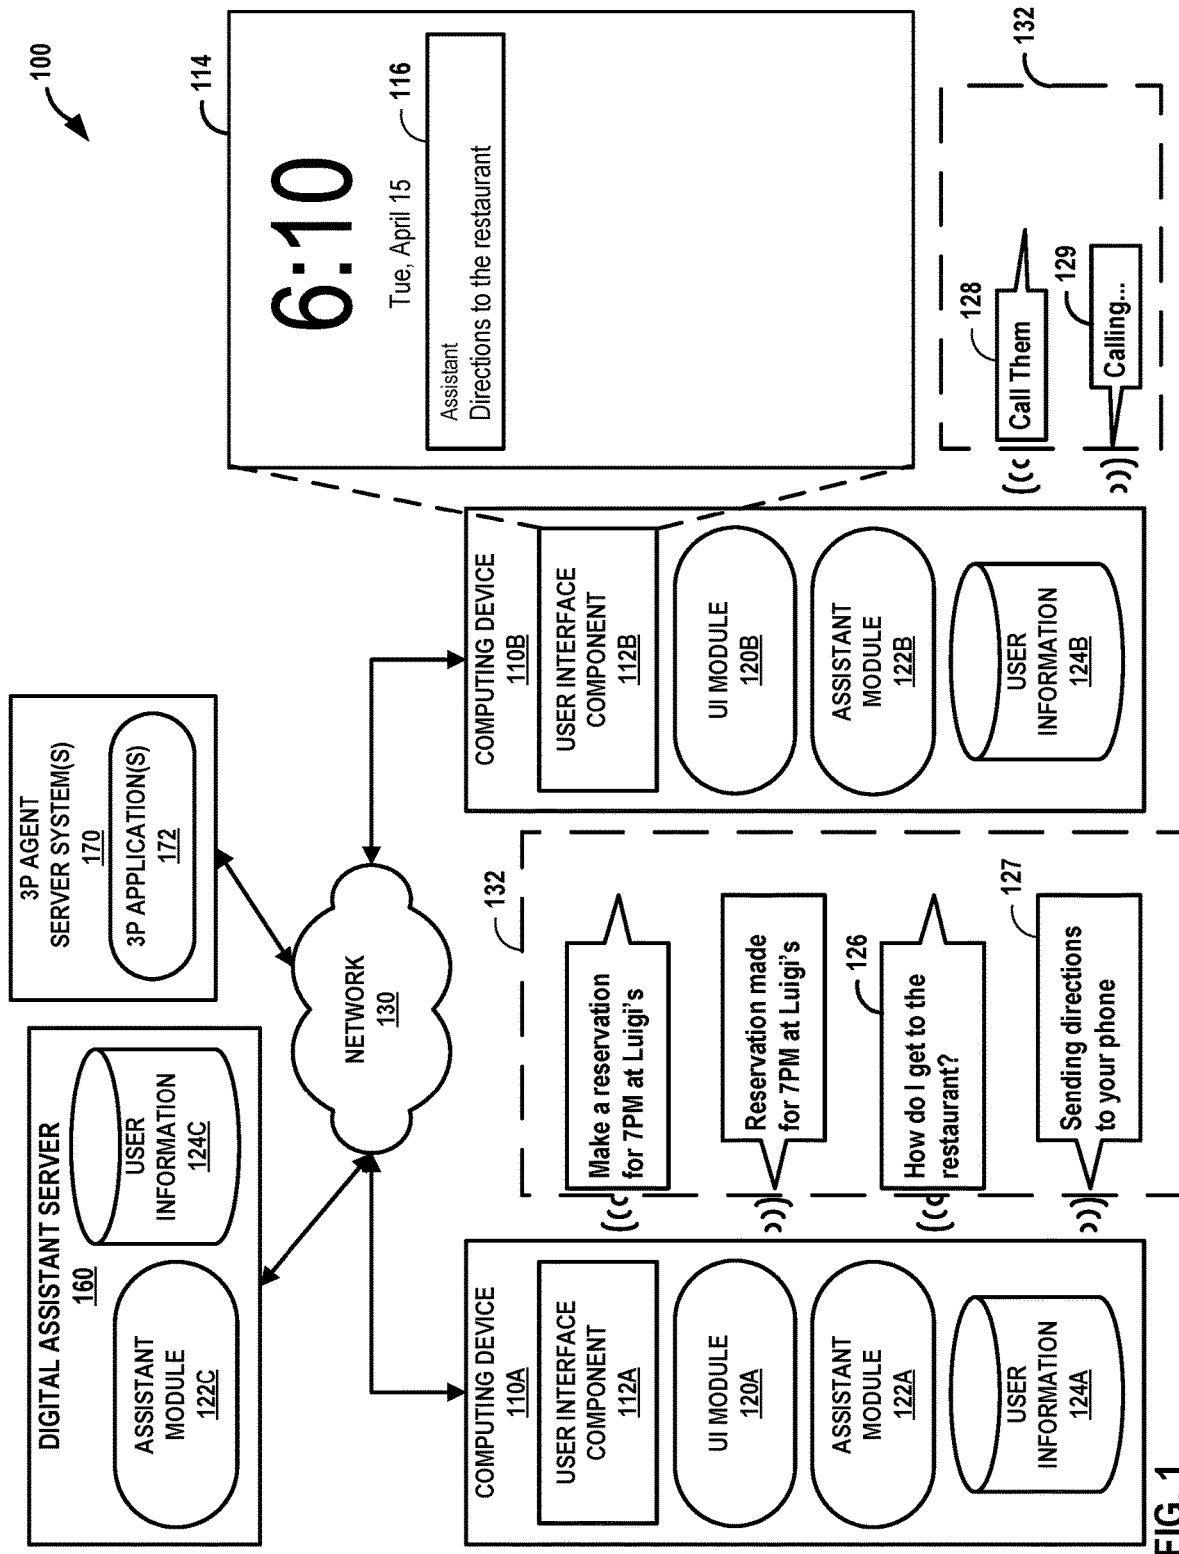 100
DIGITAL ASSISTANT SERVER
160
ASSISTANT
MODULE
122C
USER
INFORMATION
124C
3P AGENT
SERVER SYSTEM(S)
170
3P APPLICATION(S)
172
NETWORK
130
114
6:10
Tue, April 15
116
Assistant
Directions to the restaurant
COMPUTING DEVICE
110A
USER INTERFACE
COMPONENT
112A
UI MODULE
120A
ASSISTANT
MODULE
122A
USER
INFORMATION
124A
132
Make a reservation
for 7PM at Luigi's
Reservation made
for 7PM at Luigi's
126
How do I get to the
restaurant?
127
Sending directions
to your phone
COMPUTING DEVICE
110B
USER INTERFACE
COMPONENT
112B
UI MODULE
120B
ASSISTANT
MODULE
122B
USER
INFORMATION
124B
128
Call Them
129
Calling...
132
FIG. 1